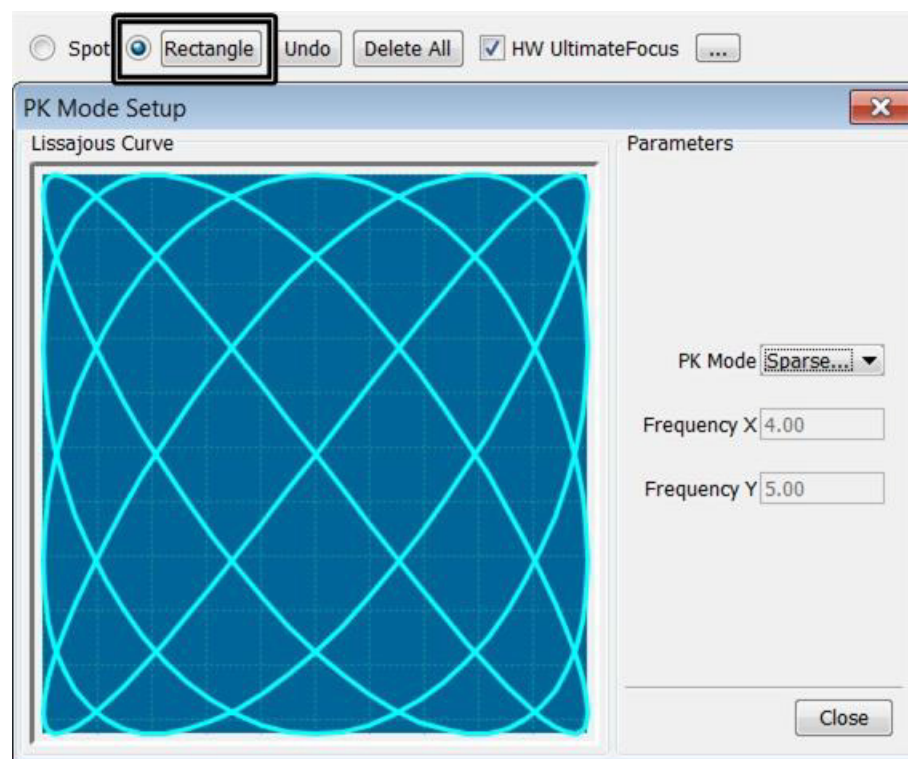 Spot Rectangle Undo Delete All HW UltimateFocus ...
PK Mode Setup
Lissajous Curve
Parameters
PK Mode Sparse...
Frequency X 4.00
Frequency Y 5.00
Close